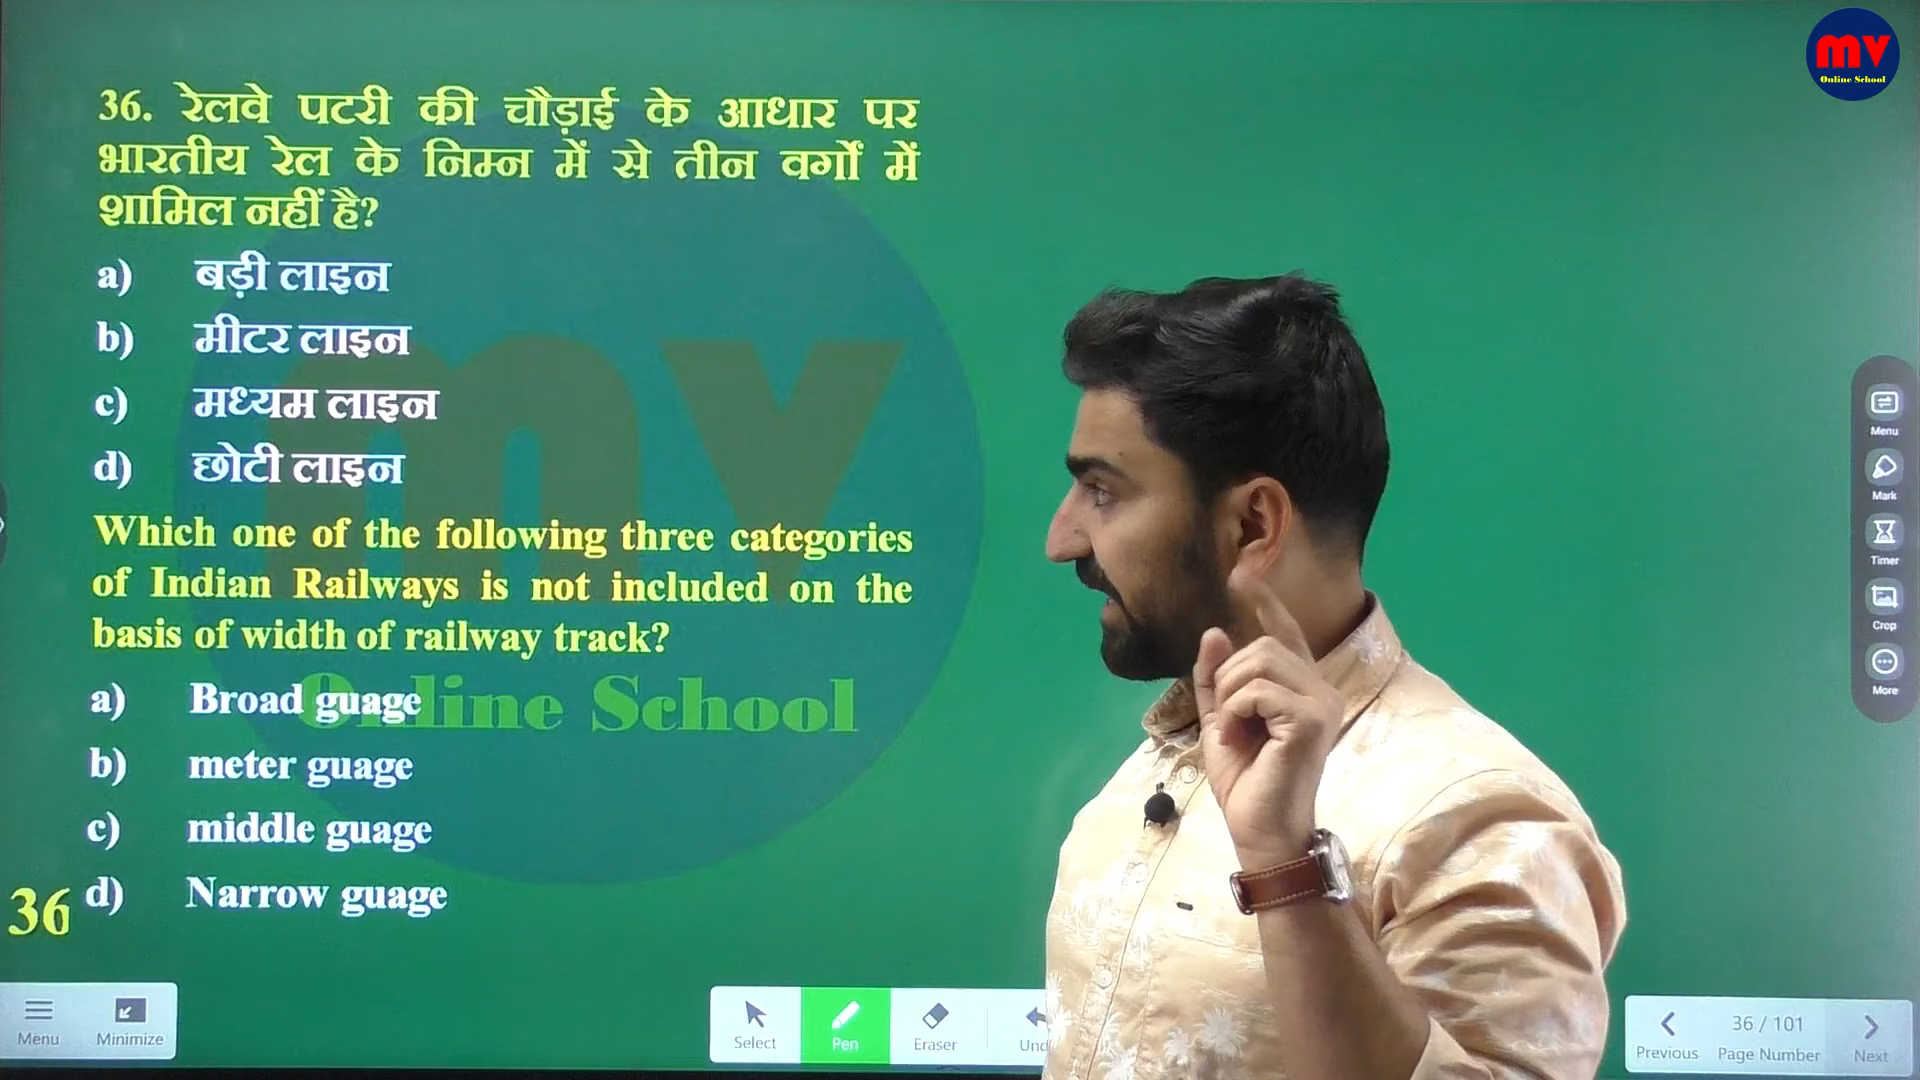 mv
Online School
36. रेलवे पटरी की चौड़ाई के आधार पर
भारतीय रेल के निम्न में से तीन वर्गों में
शामिल नहीं है?
a) बड़ी लाइन
b) मीटर लाइन
c) मध्यम लाइन
d) छोटी लाइन
Which one of the following three categories
of Indian Railways is not included on the
basis of width of railway track?
a) Broad guage
b) meter guage
c) middle guage
d) Narrow guage
36
mv
Online School
Menu
Mark
Timer
Crop
More
Menu Minimize
Select Pen Eraser Und
36 / 101
Previous Page Number Next